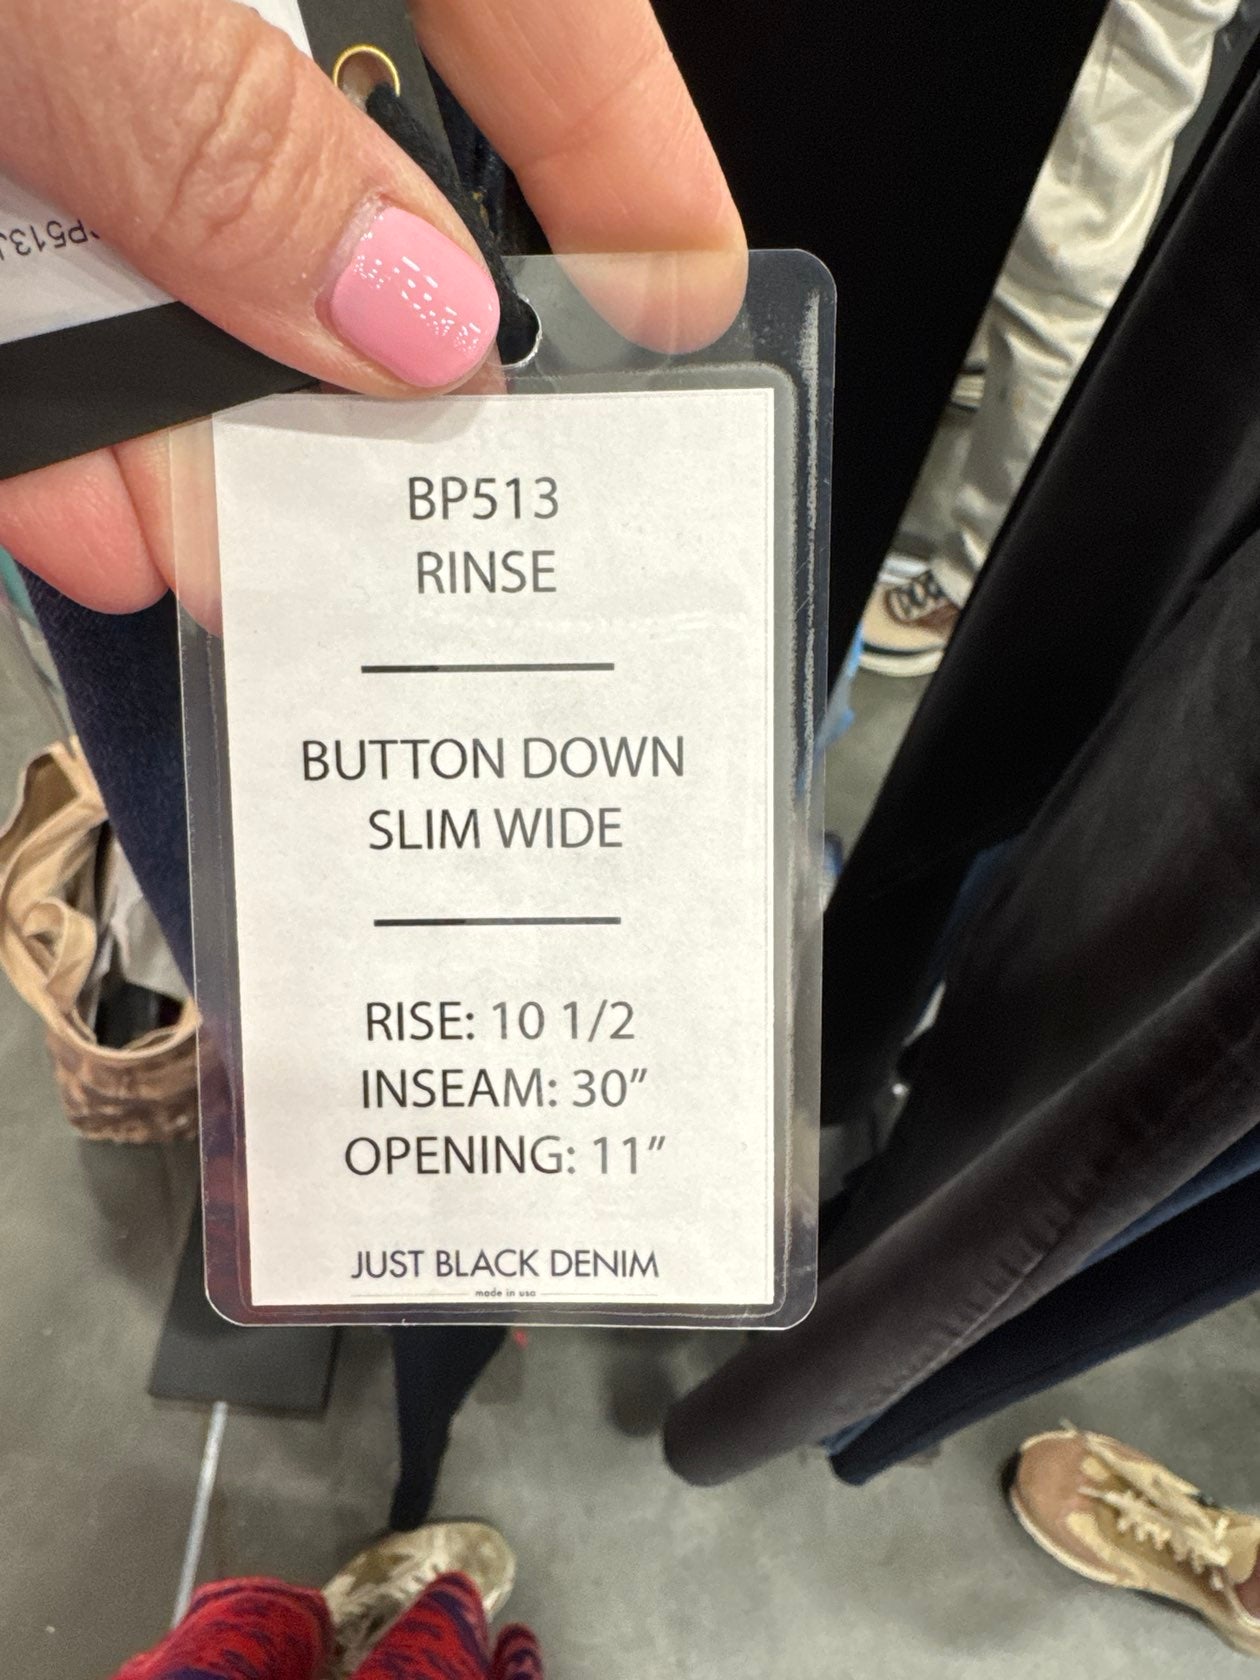 BP513
RINSE
BUTTON DOWN
SLIM WIDE
RISE: 10 1/2
INSEAM: 30”
OPENING: 11”
JUST BLACK DENIM
made in usa